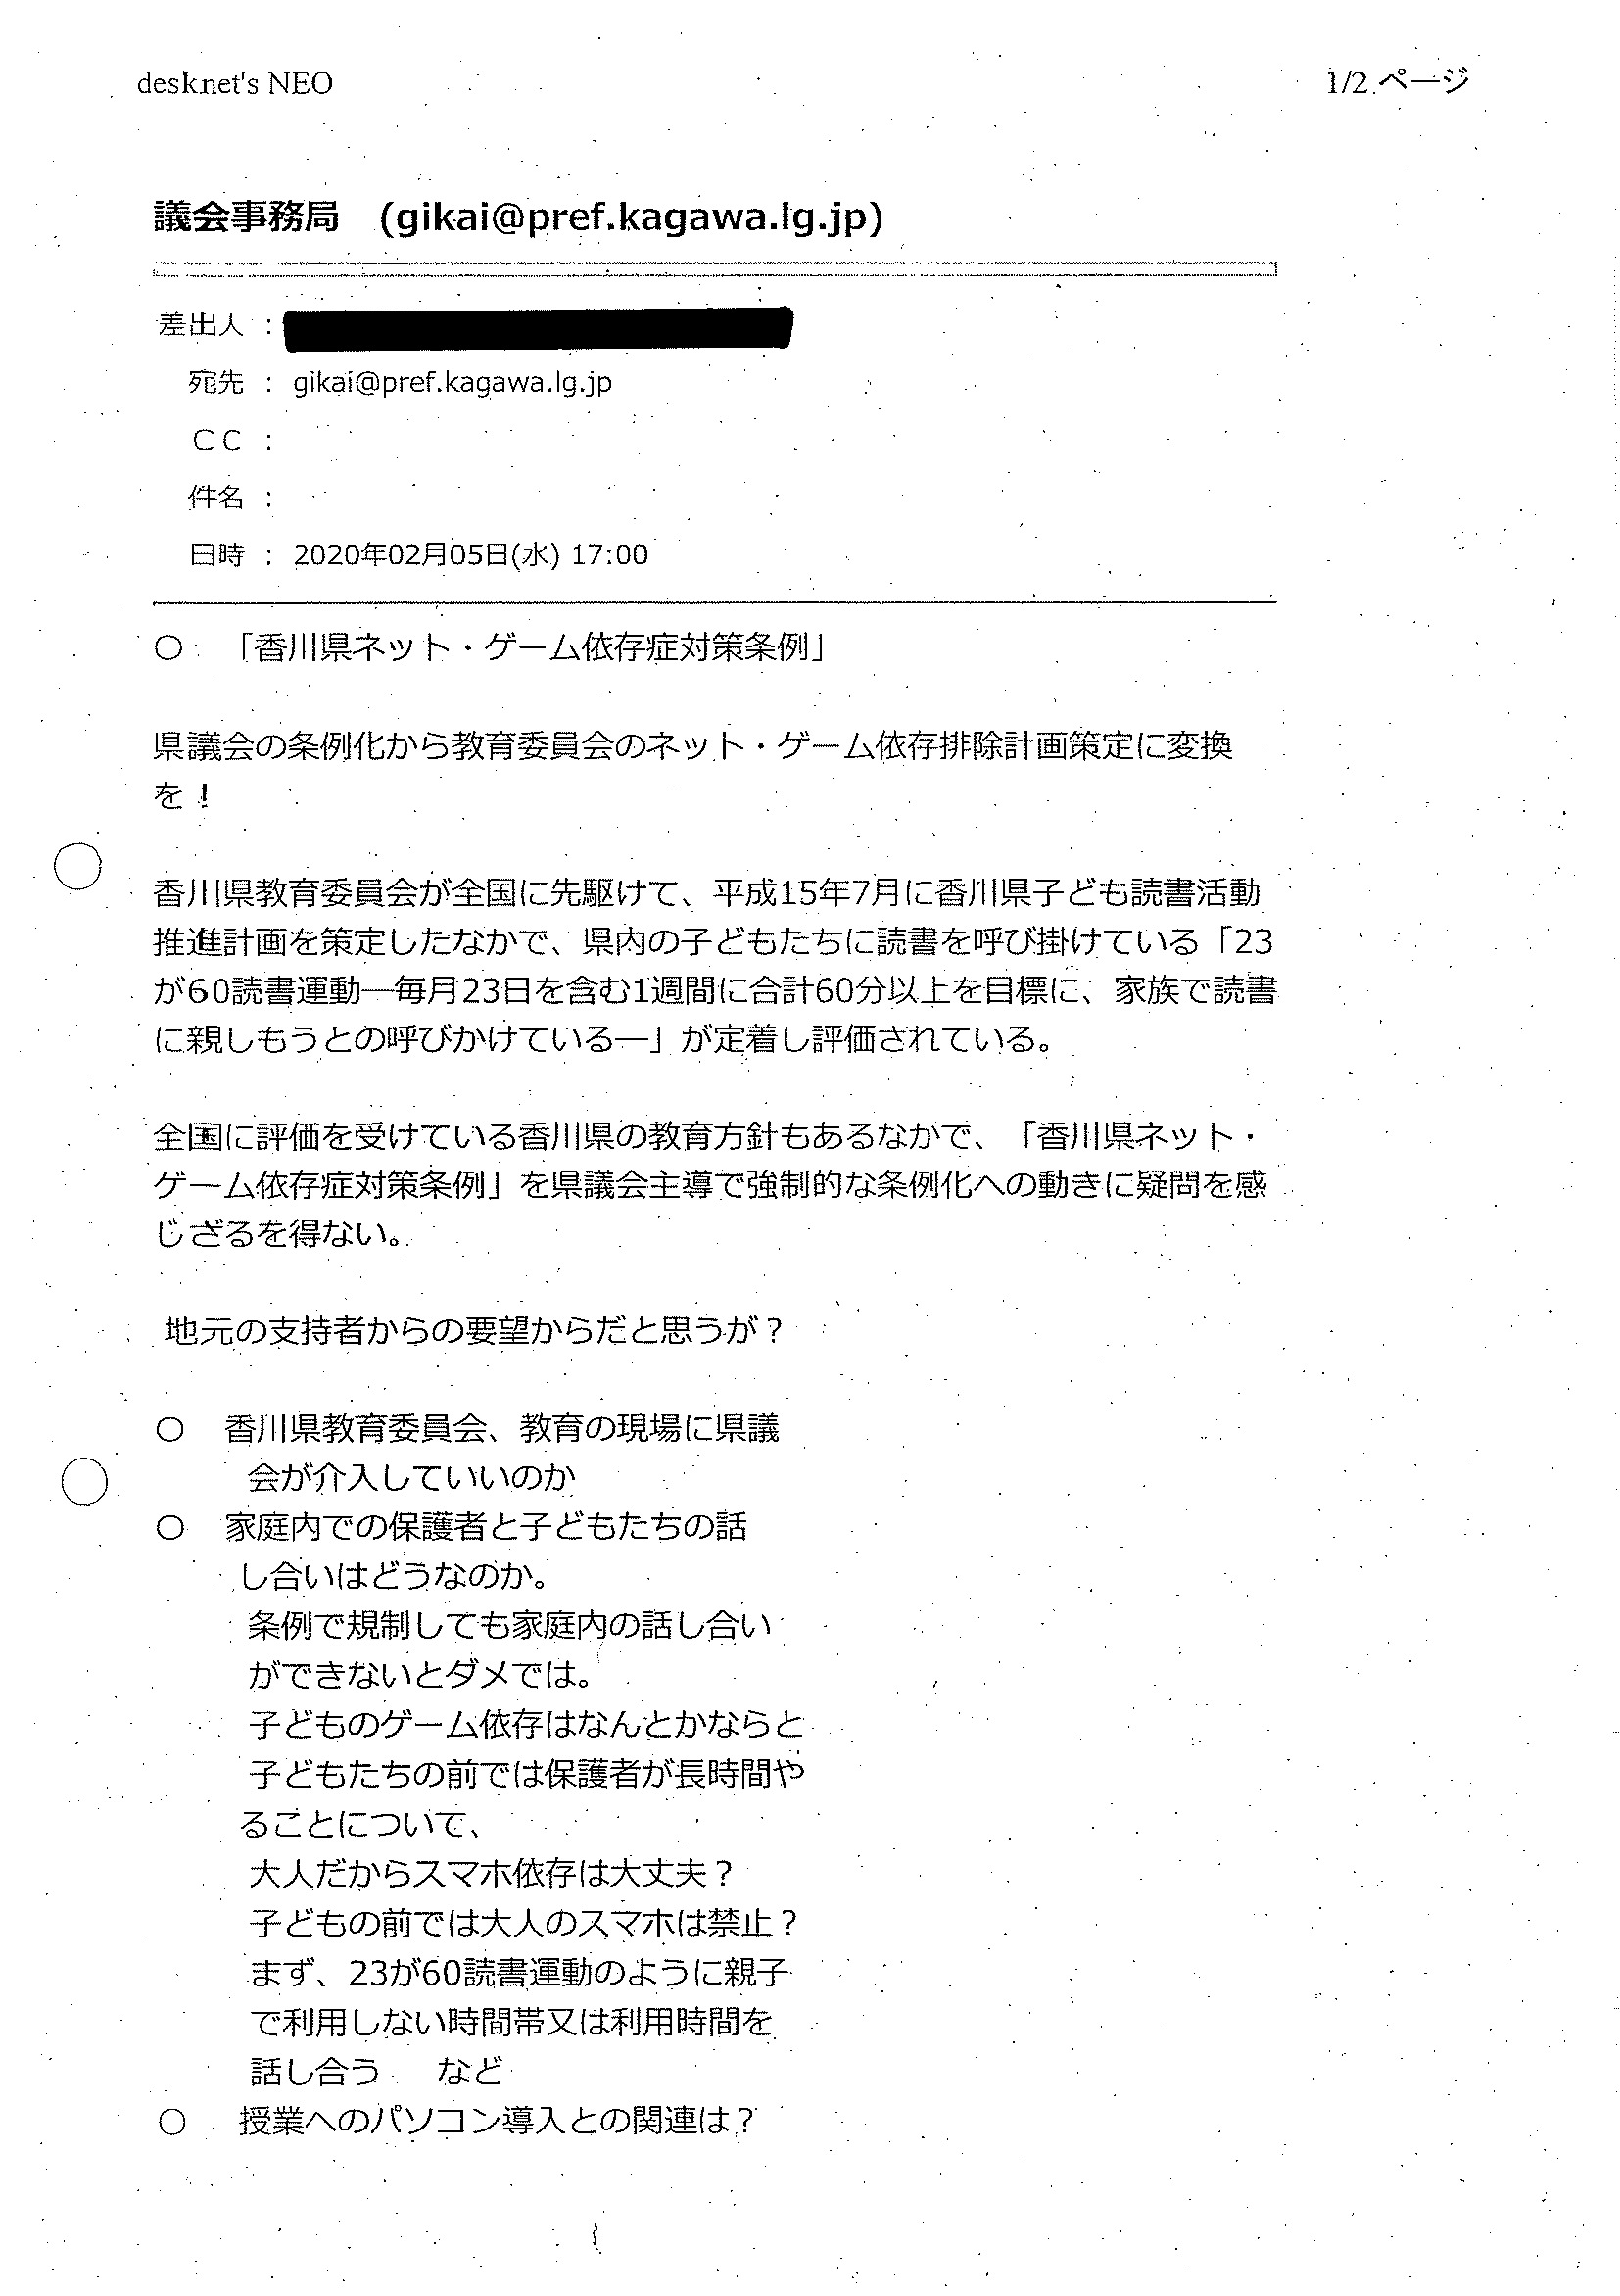 desknet's NEO
1/2 ページ
議会事務局 (gikai@pref.kagawa.lg.jp)
差出人 :
宛先 : gikai@pref.kagawa.lg.jp
ＣＣ :
件名 :
日時 : 2020年02月05日(水) 17:00
○ 「香川県ネット・ゲーム依存症対策条例」
県議会の条例化から教育委員会のネット・ゲーム依存排除計画策定に変換
を！
香川県教育委員会が全国に先駆けて、平成15年7月に香川県子ども読書活動
推進計画を策定したなかで、県内の子どもたちに読書を呼び掛けている「23
が60読書運動―毎月23日を含む1週間に合計60分以上を目標に、家族で読書
に親しもうとの呼びかけている―」が定着し評価されている。
全国に評価を受けている香川県の教育方針もあるなかで、「香川県ネット・
ゲーム依存症対策条例」を県議会主導で強制的な条例化への動きに疑問を感
じざるを得ない。
地元の支持者からの要望からだと思うが？
○ 香川県教育委員会、教育の現場に県議
会が介入していいのか
○ 家庭内での保護者と子どもたちの話
し合いはどうなのか。
条例で規制しても家庭内の話し合い
ができないとダメでは。
子どものゲーム依存はなんとかならと
子どもたちの前では保護者が長時間や
ることについて、
大人だからスマホ依存は大丈夫？
子どもの前では大人のスマホは禁止？
まず、23が60読書運動のように親子
で利用しない時間帯又は利用時間を
話し合う など
○ 授業へのパソコン導入との関連は？